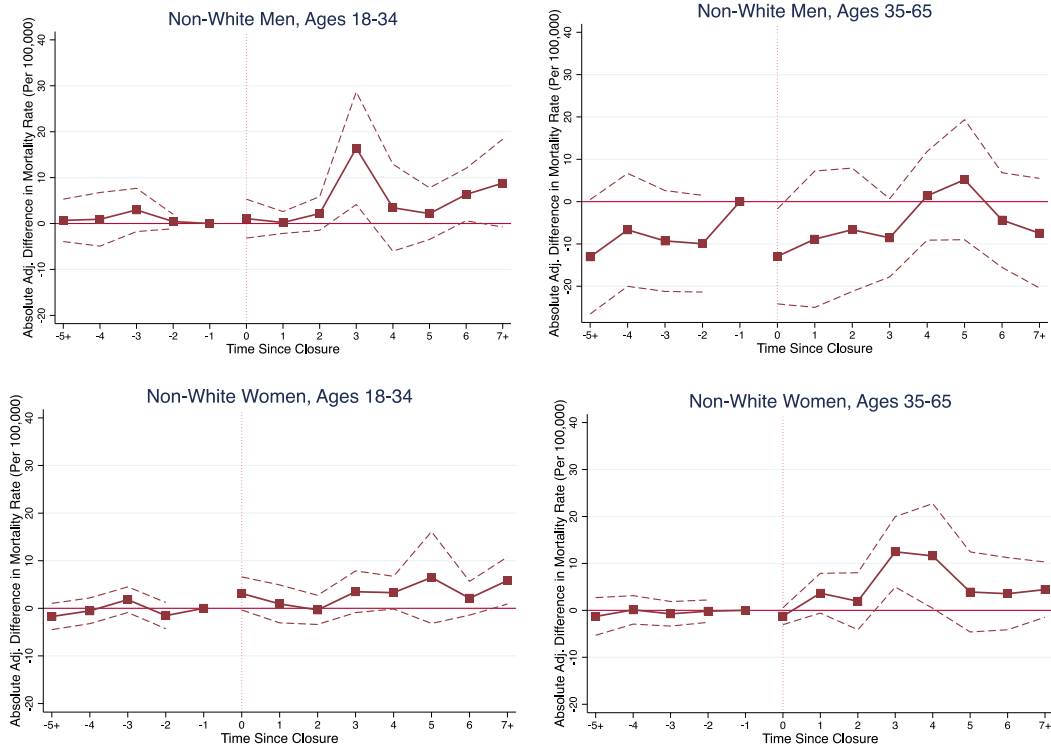 Non-White Men, Ages 18-34
Absolute Adj. Difference in Mortality Rate (Per 100,000)
40
30
20
10
0
-10
-20
-5+ -4 -3 -2 -1 0 1 2 3 4 5 6 7+
Time Since Closure
Non-White Men, Ages 35-65
Absolute Adj. Difference in Mortality Rate (Per 100,000)
40
30
20
10
0
-10
-20
-5+ -4 -3 -2 -1 0 1 2 3 4 5 6 7+
Time Since Closure
Non-White Women, Ages 18-34
Absolute Adj. Difference in Mortality Rate (Per 100,000)
40
30
20
10
0
-10
-20
-5+ -4 -3 -2 -1 0 1 2 3 4 5 6 7+
Time Since Closure
Non-White Women, Ages 35-65
Absolute Adj. Difference in Mortality Rate (Per 100,000)
40
30
20
10
0
-10
-20
-5+ -4 -3 -2 -1 0 1 2 3 4 5 6 7+
Time Since Closure